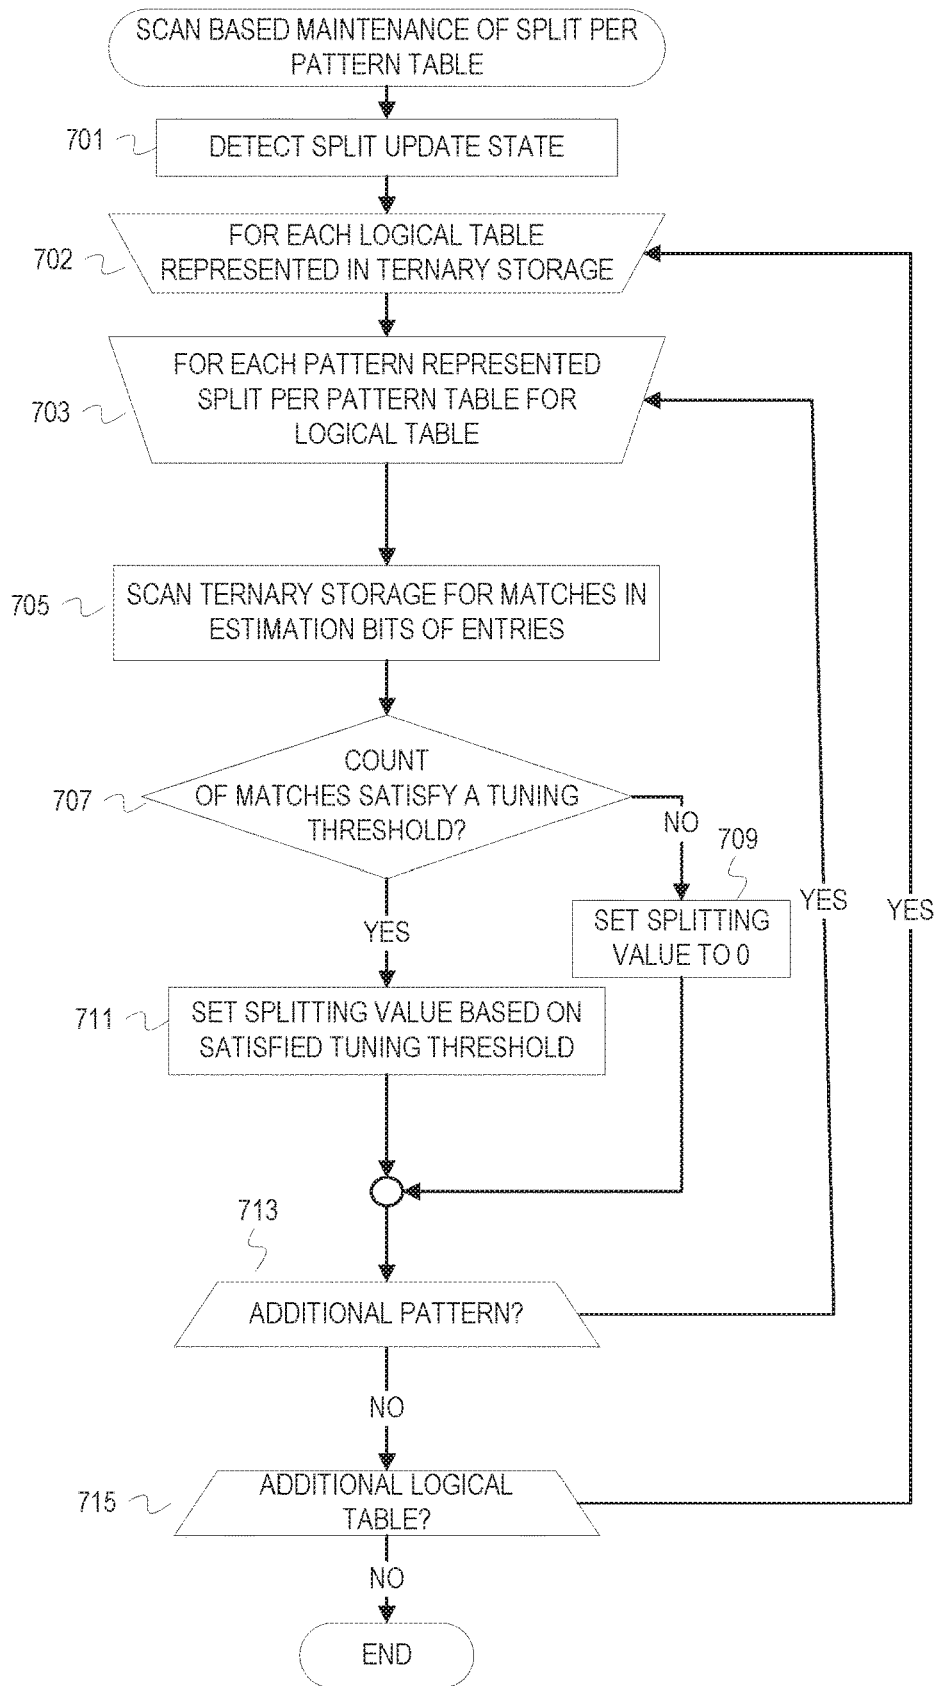 SCAN BASED MAINTENANCE OF SPLIT PER
PATTERN TABLE
701
DETECT SPLIT UPDATE STATE
702
FOR EACH LOGICAL TABLE
REPRESENTED IN TERNARY STORAGE
703
FOR EACH PATTERN REPRESENTED
SPLIT PER PATTERN TABLE FOR
LOGICAL TABLE
705
SCAN TERNARY STORAGE FOR MATCHES IN
ESTIMATION BITS OF ENTRIES
707
COUNT
OF MATCHES SATISFY A TUNING
THRESHOLD?
NO
709
SET SPLITTING
VALUE TO 0
YES
YES
YES
711
SET SPLITTING VALUE BASED ON
SATISFIED TUNING THRESHOLD
713
ADDITIONAL PATTERN?
NO
715
ADDITIONAL LOGICAL
TABLE?
NO
END